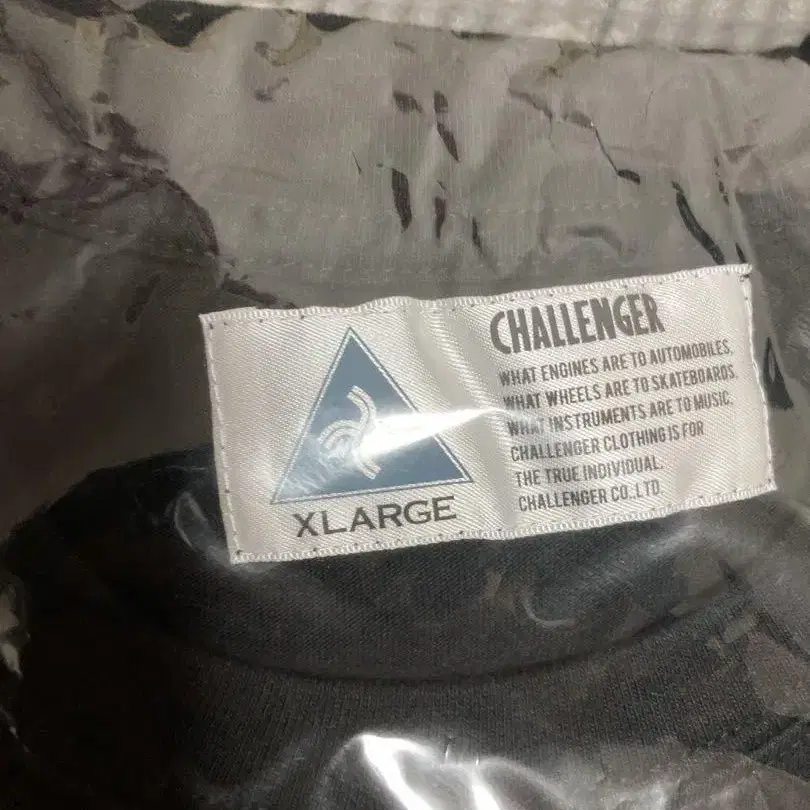 XLARGE
CHALLENGER
WHAT ENGINES ARE TO AUTOMOBILES.
WHAT WHEELS ARE TO SKATEBOARDS.
WHAT INSTRUMENTS ARE TO MUSIC.
CHALLENGER CLOTHING IS FOR
THE TRUE INDIVIDUAL.
CHALLENGER CO.,LTD.